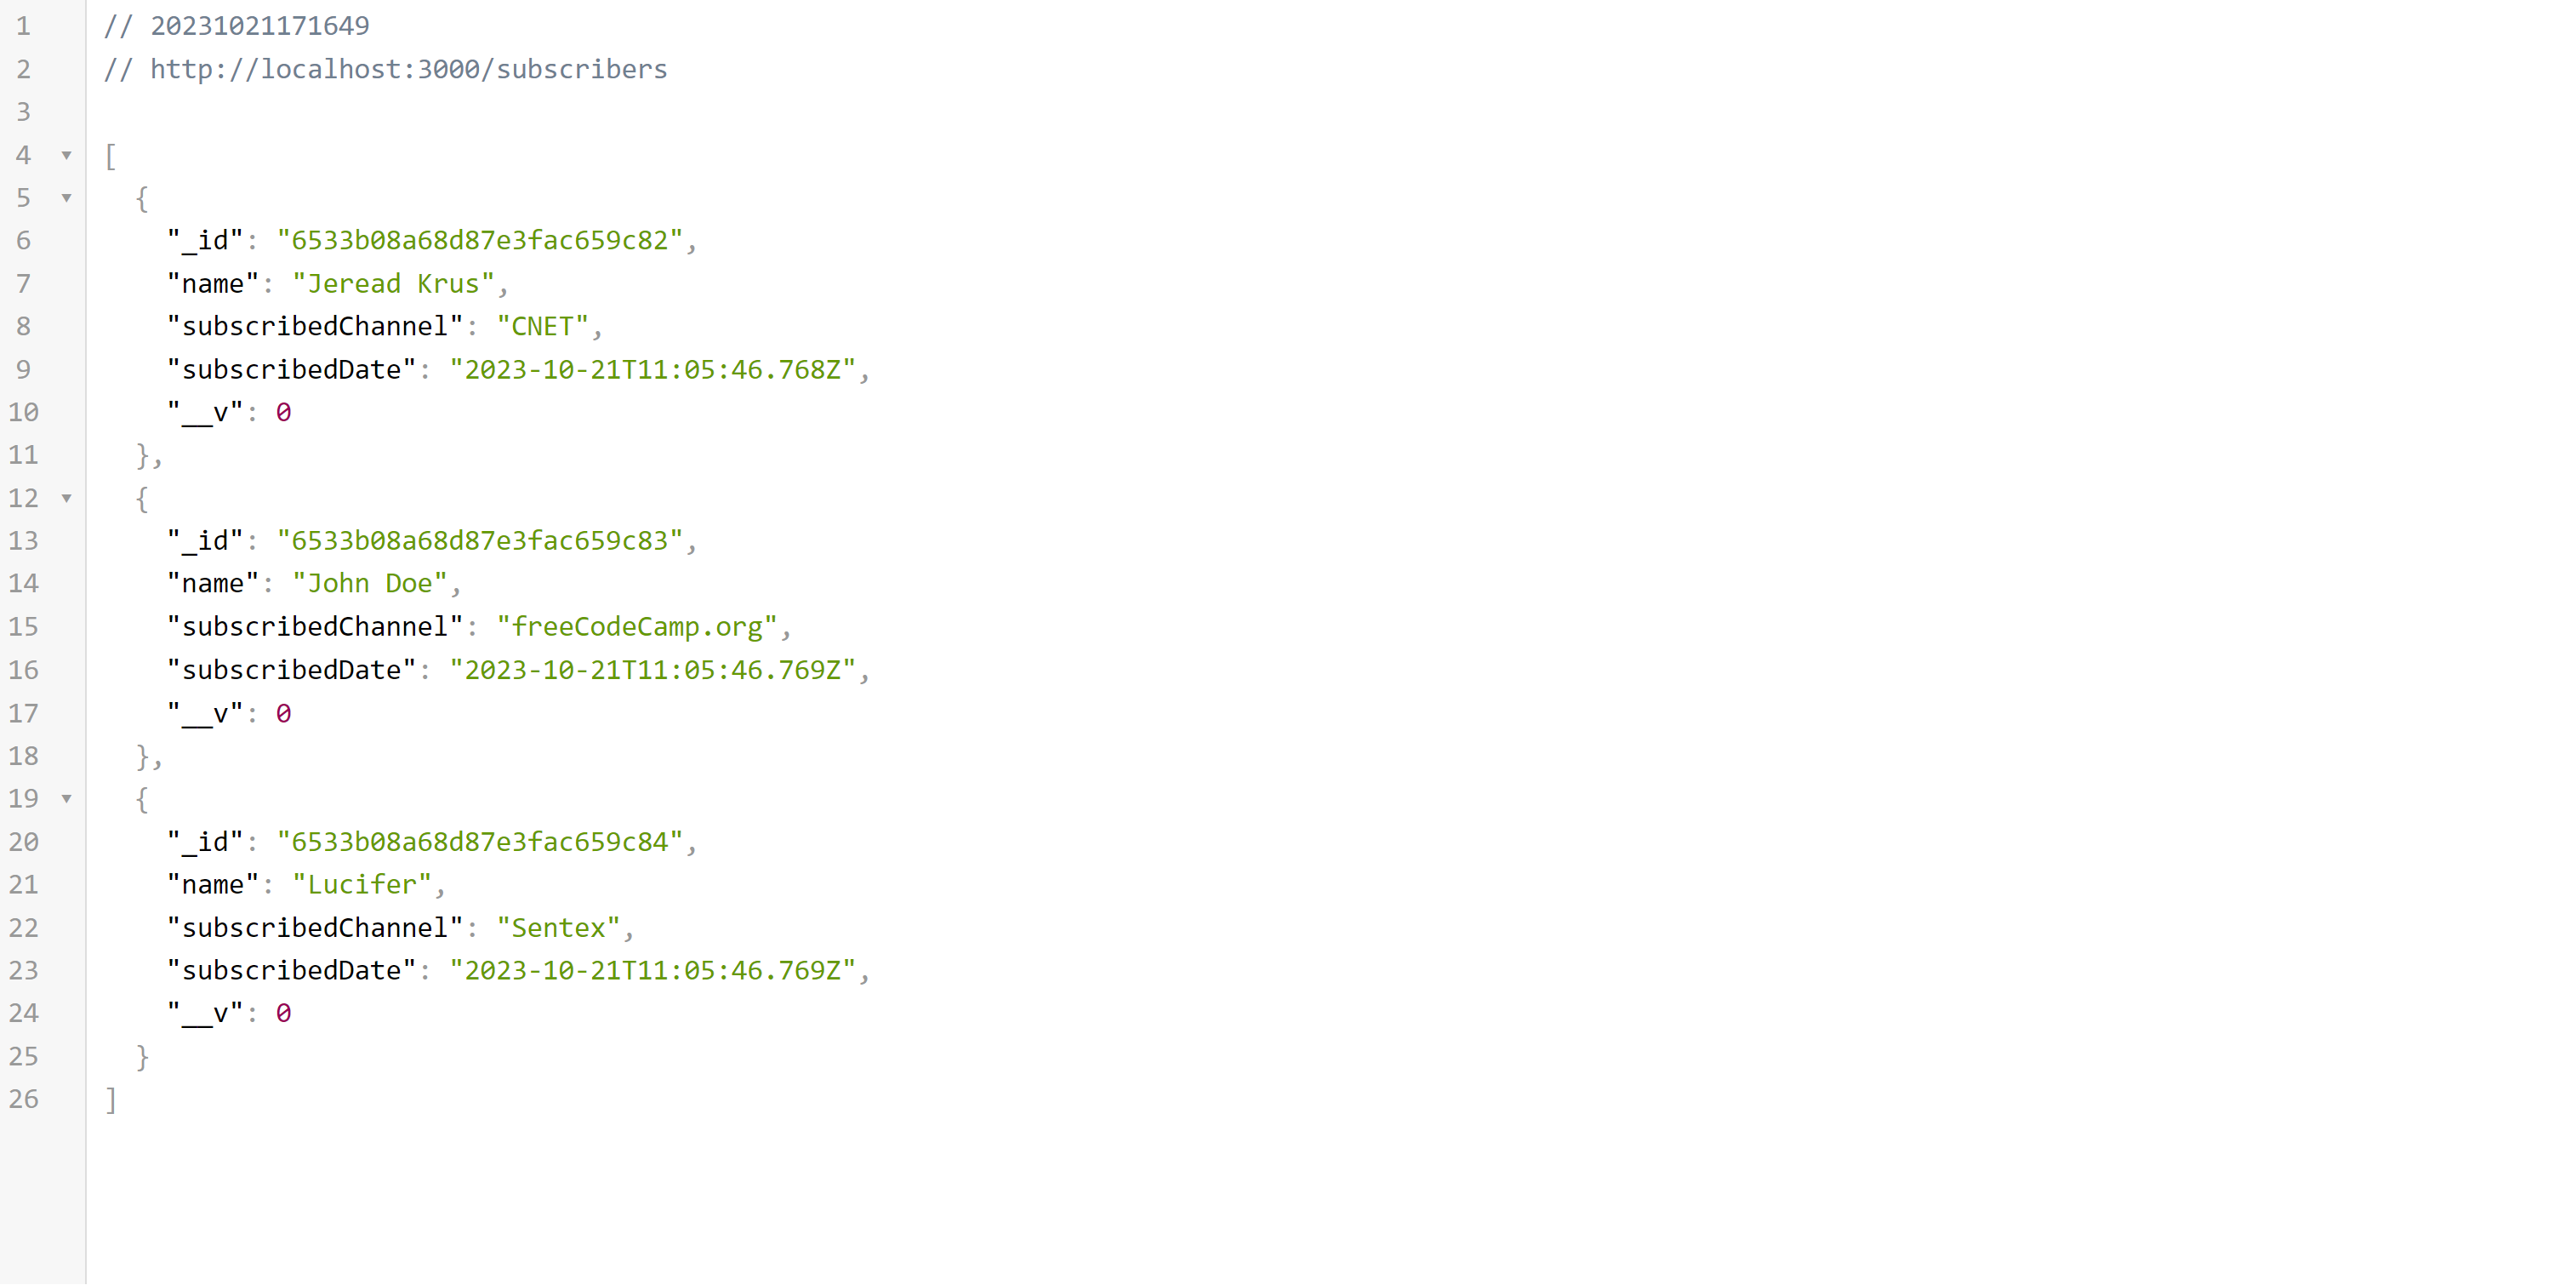 1 // 20231021171649
2 // http://localhost:3000/subscribers
3
4 [
5 {
6 "_id": "6533b08a68d87e3fac659c82",
7 "name": "Jeread Krus",
8 "subscribedChannel": "CNET",
9 "subscribedDate": "2023-10-21T11:05:46.768Z",
10 "__v": 0
11 },
12 {
13 "_id": "6533b08a68d87e3fac659c83",
14 "name": "John Doe",
15 "subscribedChannel": "freeCodeCamp.org",
16 "subscribedDate": "2023-10-21T11:05:46.769Z",
17 "__v": 0
18 },
19 {
20 "_id": "6533b08a68d87e3fac659c84",
21 "name": "Lucifer",
22 "subscribedChannel": "Sentex",
23 "subscribedDate": "2023-10-21T11:05:46.769Z",
24 "__v": 0
25 }
26 ]